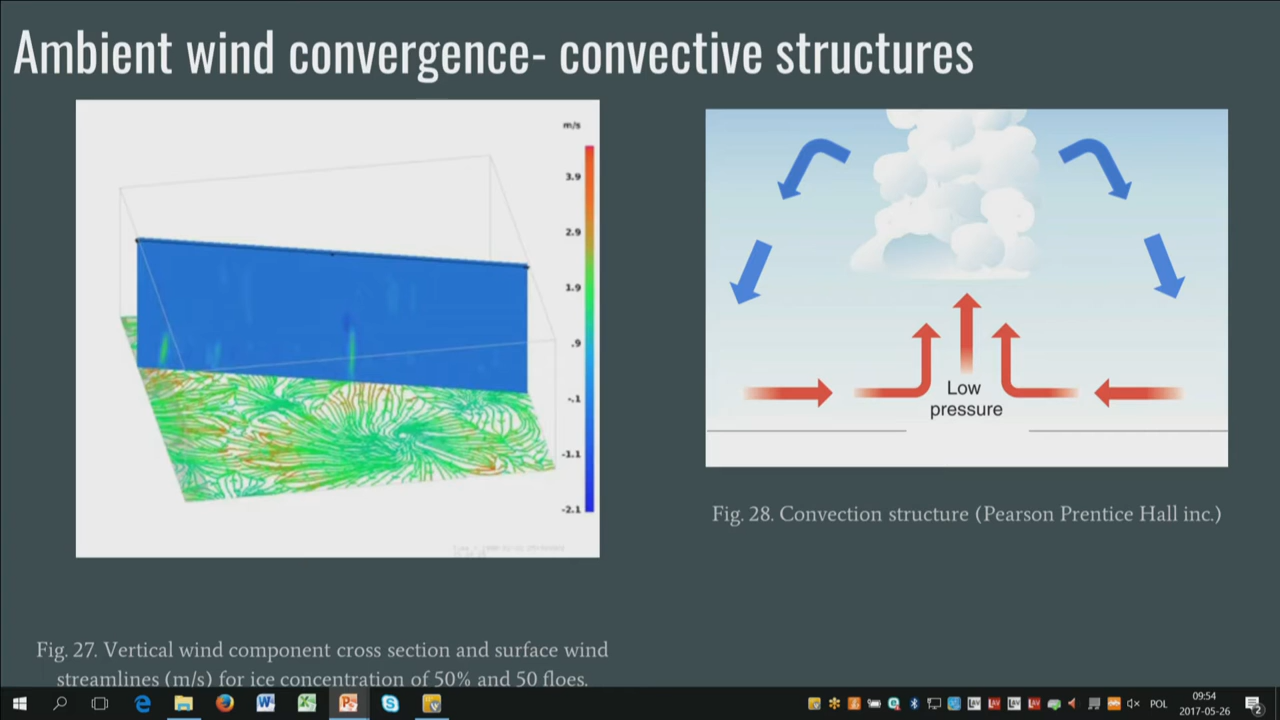 Ambient wind convergence- convective structures
m/s
3.9
2.9
1.9
.9
-.1
-1.1
-2.1
Low
pressure
Fig. 28. Convection structure (Pearson Prentice Hall inc.)
Fig. 27. Vertical wind component cross section and surface wind
streamlines (m/s) for ice concentration of 50% and 50 floes.
POL
09:54
2017-05-26
2